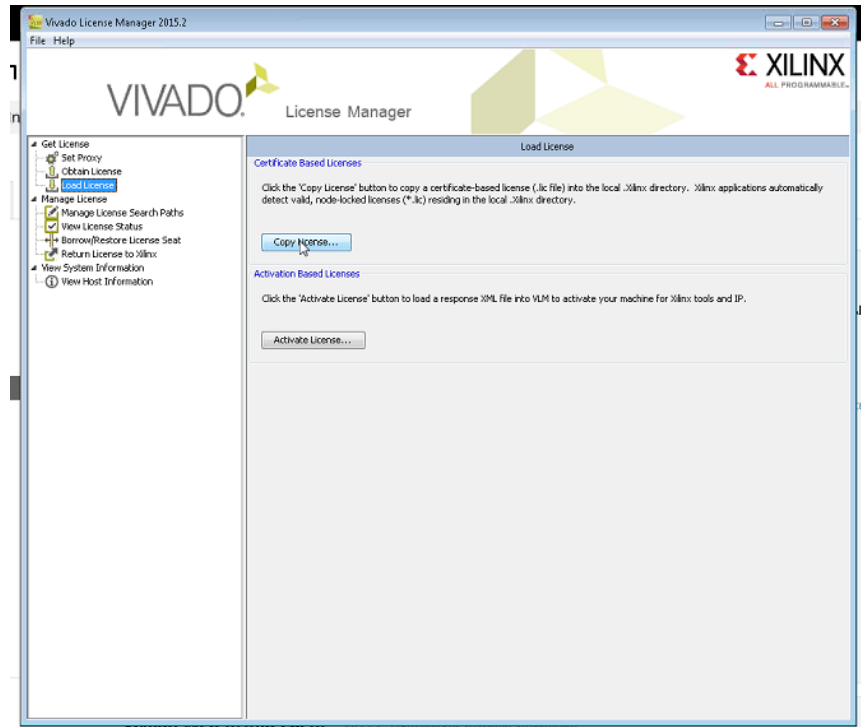 Vivado License Manager 2015.2
File Help
VIVADO. License Manager
XILINX
ALL PROGRAMMABLE.
Get License
Set Proxy
Obtain License
Load License
Manage License
Manage License Search Paths
View License Status
Borrow/Restore License Seat
Return License to Xilinx
View System Information
View Host Information
Load License
Certificate Based Licenses
Click the 'Copy License' button to copy a certificate-based license (.lic file) into the local .Xilinx directory. Xilinx applications automatically
detect valid, node-locked licenses (*.lic) residing in the local .Xilinx directory.
Copy License...
Activation Based Licenses
Click the 'Activate License' button to load a response XML file into VLM to activate your machine for Xilinx tools and IP.
Activate License...